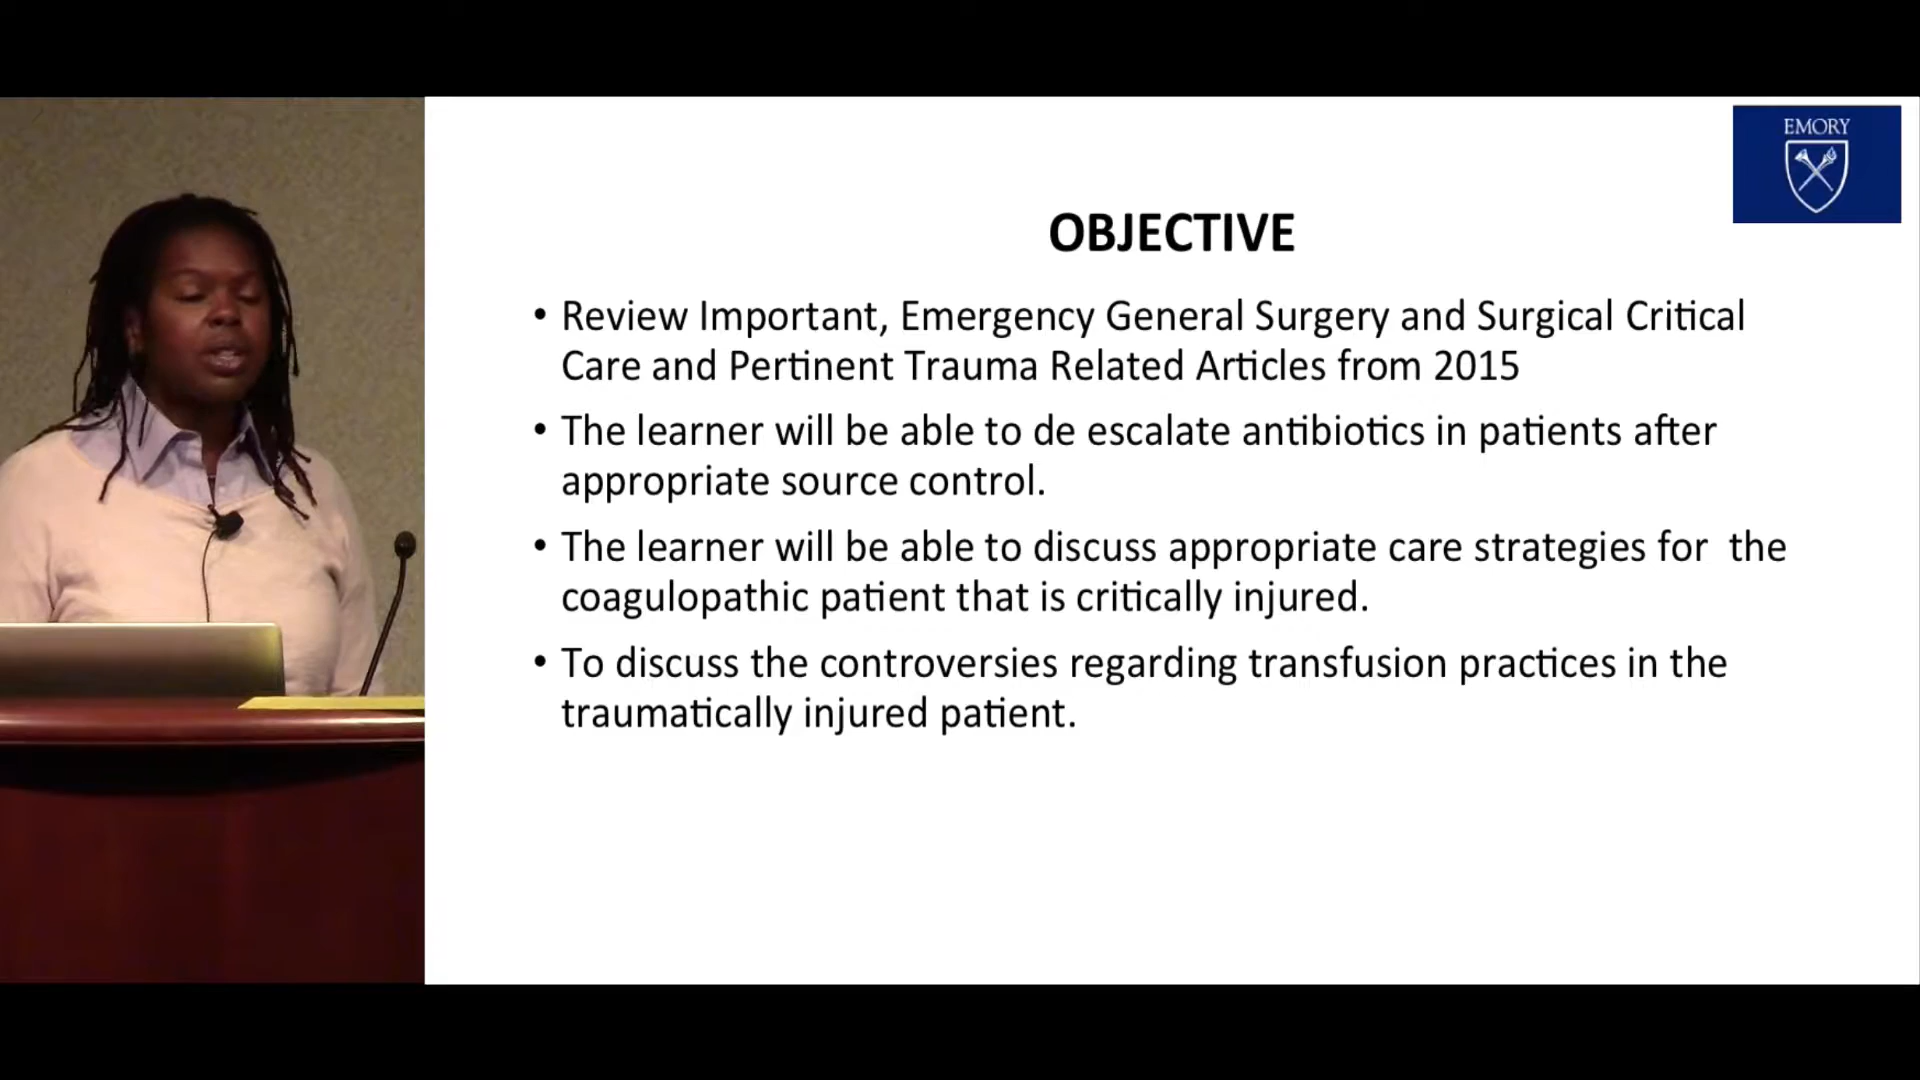 EMORY
OBJECTIVE
• Review Important, Emergency General Surgery and Surgical Critical
Care and Pertinent Trauma Related Articles from 2015
• The learner will be able to de escalate antibiotics in patients after
appropriate source control.
• The learner will be able to discuss appropriate care strategies for  the
coagulopathic patient that is critically injured.
• To discuss the controversies regarding transfusion practices in the
traumatically injured patient.